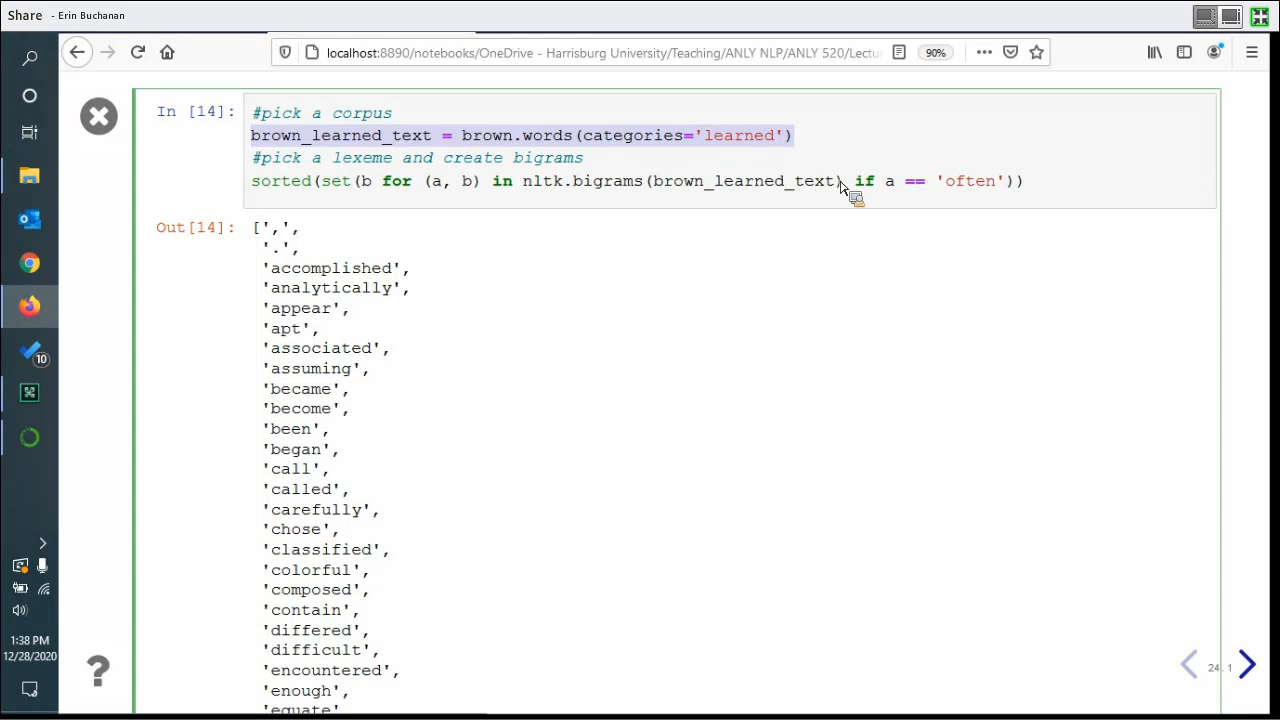 Share - Erin Buchanan
localhost:8890/notebooks/OneDrive - Harrisburg University/Teaching/ANLY NLP/ANLY 520/Lectu
90%
In [14]:
#pick a corpus
brown_learned_text = brown.words(categories='learned')
#pick a lexeme and create bigrams
sorted(set(b for (a, b) in nltk.bigrams(brown_learned_text) if a == 'often'))
Out[14]:
[',',
'.',
'accomplished',
'analytically',
'appear',
'apt',
'associated',
'assuming',
'became',
'become',
'been',
'began',
'call',
'called',
'carefully',
'chose',
'classified',
'colorful',
'composed',
'contain',
'differed',
'difficult',
'encountered',
'enough',
'equate'
10
1:38 PM
12/28/2020
?
24.1